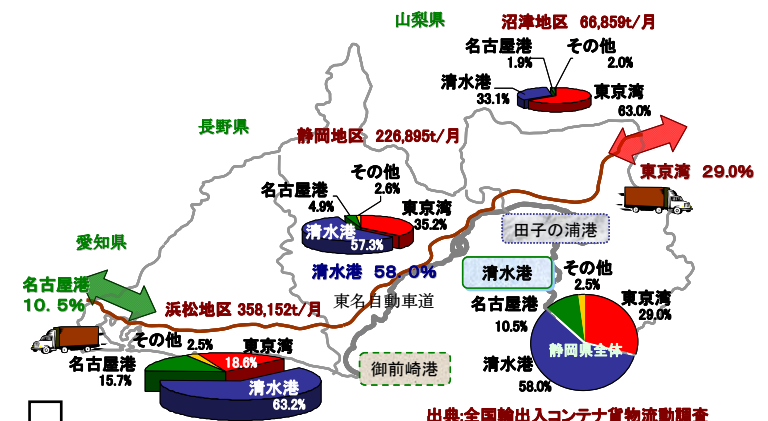 山梨県
沼津地区 66,859t/月
名古屋港 その他
1.9% 2.0%
清水港
33.1%
東京湾
63.0%
長野県
静岡地区 226,895t/月
その他
2.6%
名古屋港
4.9%
東京湾
35.2%
清水港
57.3%
東京湾 29.0%
田子の浦港
愛知県
清水港 58.0%
清水港
名古屋港
10.5%
東名自動車道
浜松地区 358,152t/月
その他
2.5%
名古屋港
10.5%
東京湾
29.0%
静岡県全体
清水港
58.0%
その他 2.5%
東京湾
18.6%
名古屋港
15.7%
清水港
63.2%
御前崎港
出典:全国輸出入コンテナ貨物流動調査